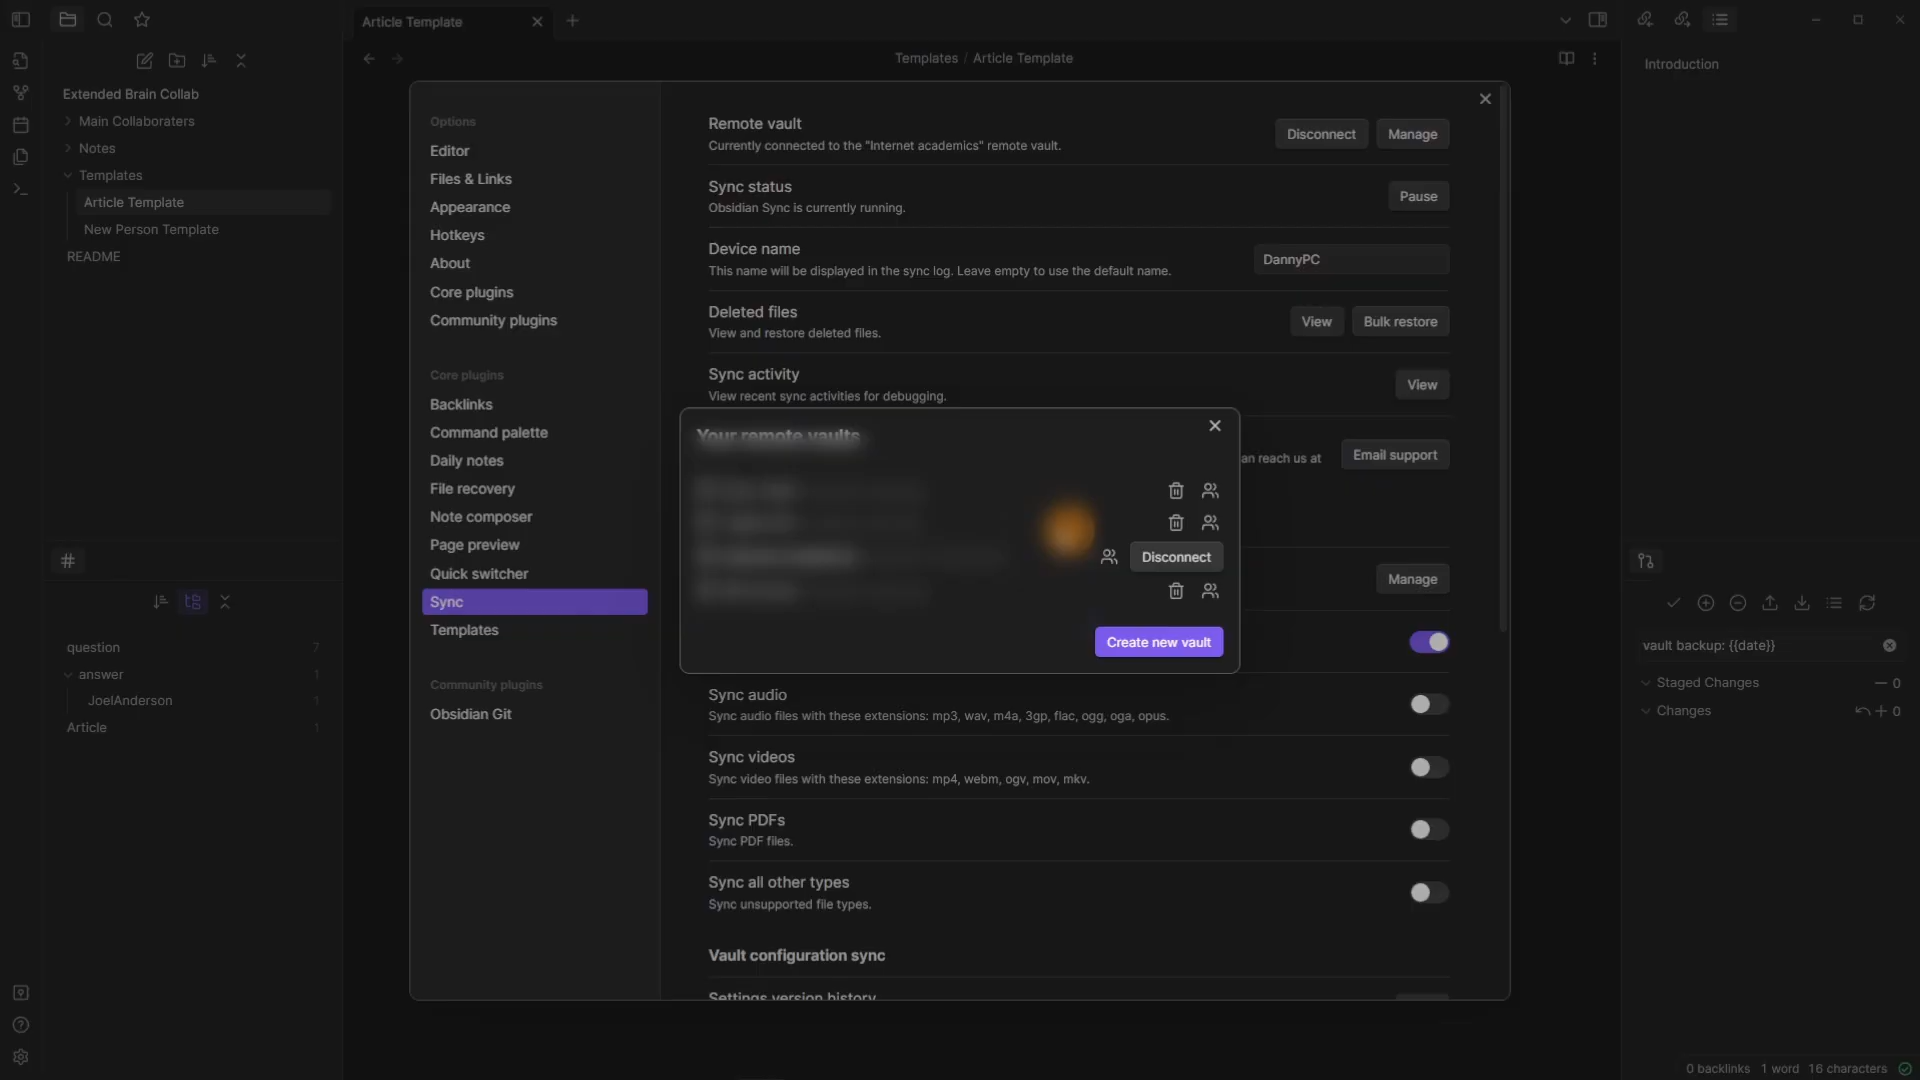 Article Template
Templates / Article Template
Introduction
Extended Brain Collab
Main Collaboraters
Notes
Templates
Article Template
New Person Template
README
question 7
answer 1
JoelAnderson 1
Article 1
Options
Editor
Files & Links
Appearance
Hotkeys
About
Core plugins
Community plugins
Core plugins
Backlinks
Command palette
Daily notes
File recovery
Note composer
Page preview
Quick switcher
Sync
Templates
Community plugins
Obsidian Git
Remote vault
Currently connected to the "Internet academics" remote vault.
Disconnect
Manage
Sync status
Obsidian Sync is currently running.
Pause
Device name
This name will be displayed in the sync log. Leave empty to use the default name.
DannyPC
Deleted files
View and restore deleted files.
View
Bulk restore
Sync activity
View recent sync activities for debugging.
View
an reach us at
Email support
Your remote vaults
Disconnect
Create new vault
Manage
Sync audio
Sync audio files with these extensions: mp3, wav, m4a, 3gp, flac, ogg, oga, opus.
Sync videos
Sync video files with these extensions: mp4, webm, ogv, mov, mkv.
Sync PDFs
Sync PDF files.
Sync all other types
Sync unsupported file types.
Vault configuration sync
Settings version history
vault backup: {{date}}
Staged Changes 0
Changes 0
0 backlinks 1 word 16 characters